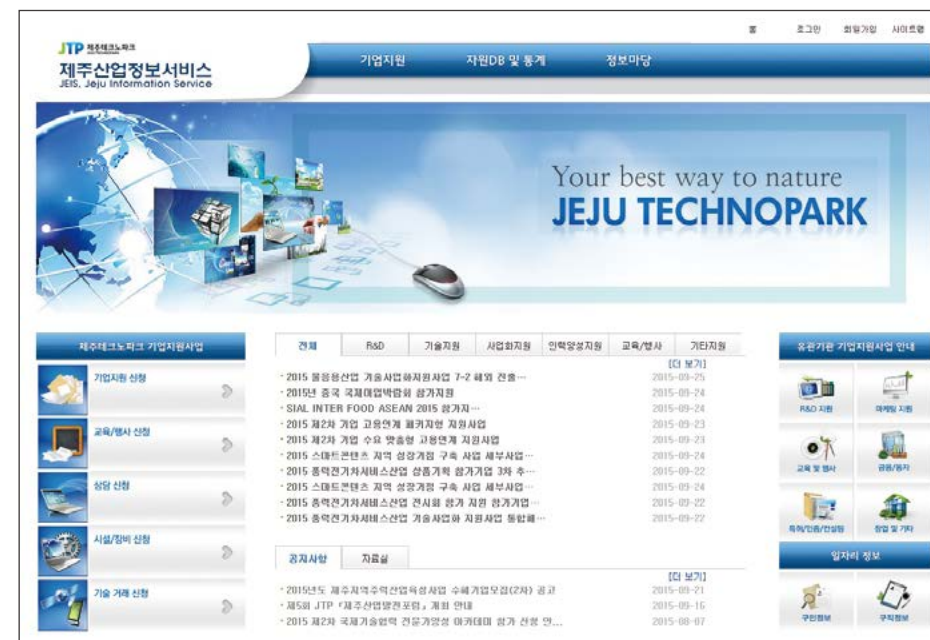 홈 로그인 회원가입 사이트맵
JTP 제주테크노파크
제주산업정보서비스
JEIS, Jeju Information Service
기업지원 자원DB 및 통계 정보마당
Your best way to nature
JEJU TECHNOPARK
제주테크노파크 기업지원사업
기업지원 신청
교육/행사 신청
상담 신청
시설/장비 신청
기술 거래 신청
전체 R&D 기술지원 사업화지원 인력양성지원 교육/행사 기타지원
[더 보기]
· 2015 물응용산업 기술사업화지원사업 7-2 해외 진출… 2015-09-25
· 2015년 중국 국제미업박람회 참가지원 2015-09-24
· SIAL INTER FOOD ASEAN 2015 참가지… 2015-09-24
· 2015 제2차 기업 고용연계 패키지형 지원사업 2015-09-23
· 2015 제2차 기업 수요 맞춤형 고용연계 지원사업 2015-09-23
· 2015 스마트콘텐츠 지역 성장거점 구축 사업 세부사업… 2015-09-24
· 2015 풍력전기차서비스산업 상품기획 참가기업 3차 추… 2015-09-22
· 2015 스마트콘텐츠 지역 성장거점 구축 사업 세부사업… 2015-09-24
· 2015 풍력전기차서비스산업 전시회 참가 지원 참가기업… 2015-09-22
· 2015 풍력전기차서비스산업 기술사업화 지원사업 통합패… 2015-09-22
공지사항 자료실
[더 보기]
· 2015년도 제주지역주력산업육성사업 수혜기업모집(2차) 공고 2015-09-21
· 제5회 JTP 『제주산업발전포럼』 개최 안내 2015-09-16
· 2015 제2차 국제기술협력 전문가양성 아카데미 참가 신청 안... 2015-08-07
유관기관 기업지원사업 안내
R&D 지원 마케팅 지원
교육 및 행사 금융/융자
특허/인증/컨설팅 창업 및 기타
일자리 정보
구인정보 구직정보